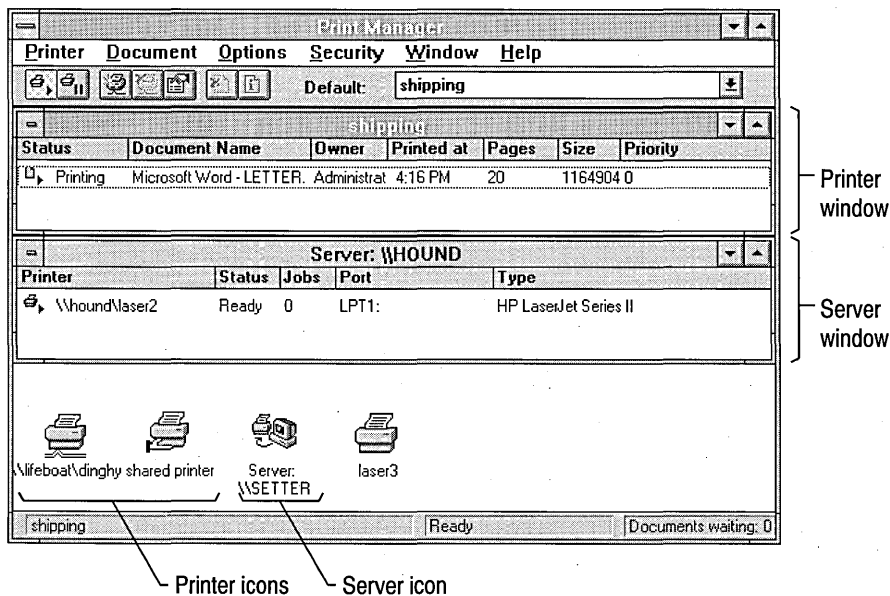 Print Manager
Printer Document Options Security Window Help
Default: shipping
shipping
Status Document Name Owner Printed at Pages Size Priority
Printing Microsoft Word - LETTER. Administrat 4:16 PM 20 1164904 0
Printer
window
Server: \\HOUND
Printer Status Jobs Port Type
\\hound\laser2 Ready 0 LPT1: HP LaserJet Series II
Server
window
\\lifeboat\dinghy shared printer Server: laser3
\\SETTER
shipping Ready Documents waiting: 0
Printer icons Server icon